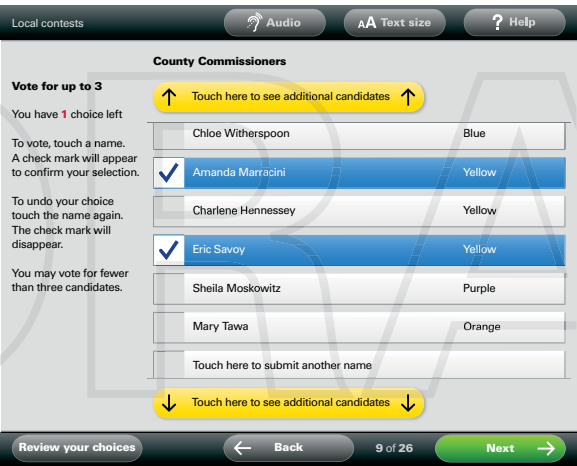 Local contests
Audio
AA Text size
? Help
County Commissioners
Vote for up to 3
You have 1 choice left
To vote, touch a name.
A check mark will appear
to confirm your selection.
To undo your choice
touch the name again.
The check mark will
disappear.
You may vote for fewer
than three candidates.
Touch here to see additional candidates
Chloe Witherspoon Blue
Amanda Marracini Yellow
Charlene Hennessey Yellow
Eric Savoy Yellow
Sheila Moskowitz Purple
Mary Tawa Orange
Touch here to submit another name
Touch here to see additional candidates
Review your choices
Back
9 of 26
Next